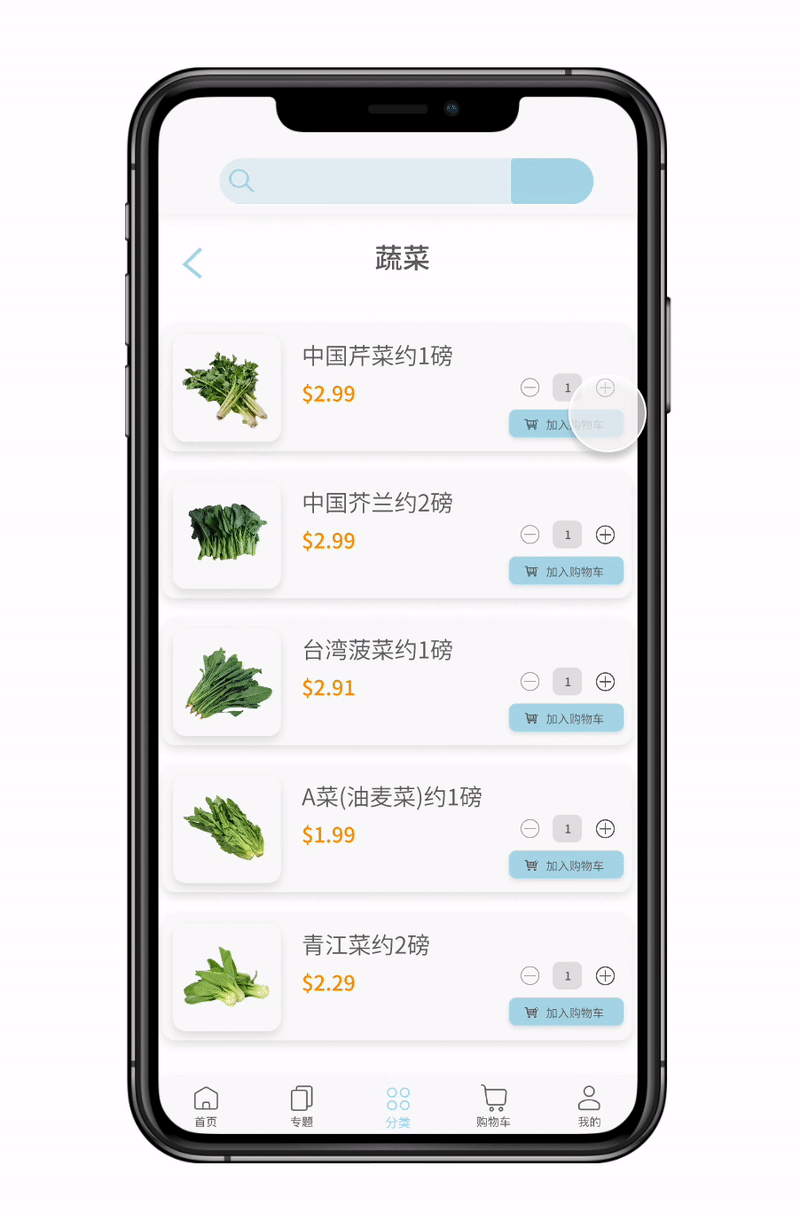 蔬菜
中国芹菜约1磅
$2.99
1
加入购物车
中国芥兰约2磅
$2.99
1
加入购物车
台湾菠菜约1磅
$2.91
1
加入购物车
A菜(油麦菜)约1磅
$1.99
1
加入购物车
青江菜约2磅
$2.29
1
加入购物车
首页
专题
分类
购物车
我的